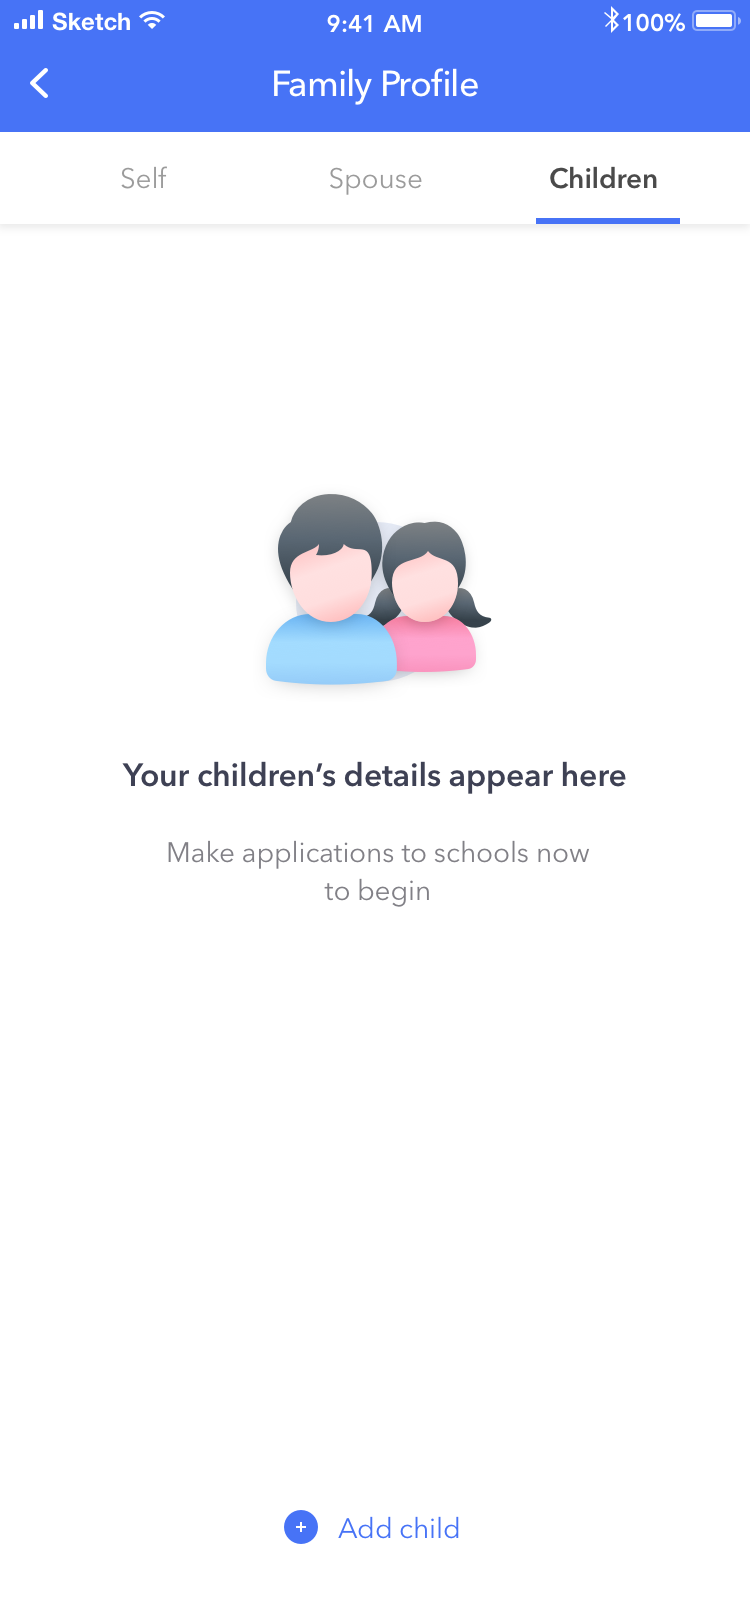 Sketch 9:41 AM 100%
Family Profile
Self Spouse Children
Your children’s details appear here
Make applications to schools now
to begin
Add child